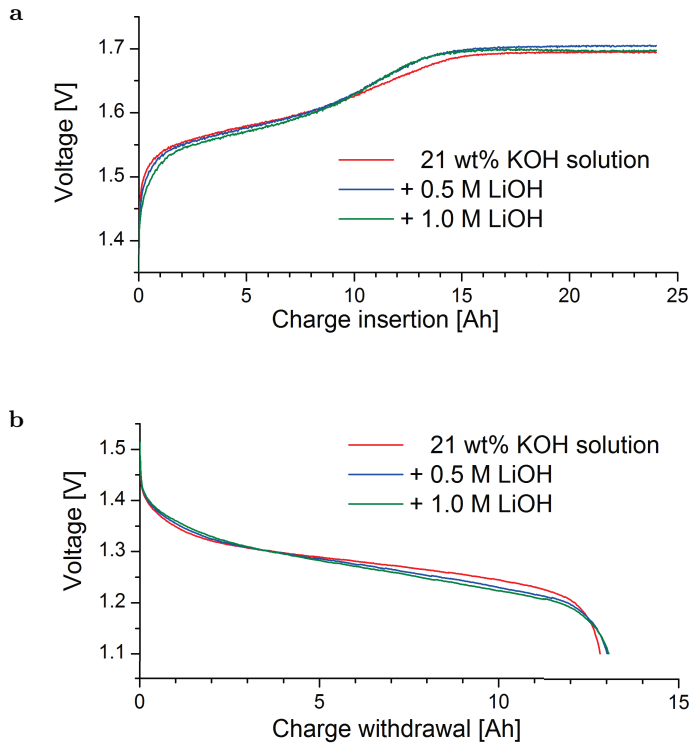 a
Voltage [V]
1.7
1.6
1.5
1.4
21 wt% KOH solution
+ 0.5 M LiOH
+ 1.0 M LiOH
0 5 10 15 20 25
Charge insertion [Ah]
b
Voltage [V]
1.5
1.4
1.3
1.2
1.1
21 wt% KOH solution
+ 0.5 M LiOH
+ 1.0 M LiOH
0 5 10 15
Charge withdrawal [Ah]